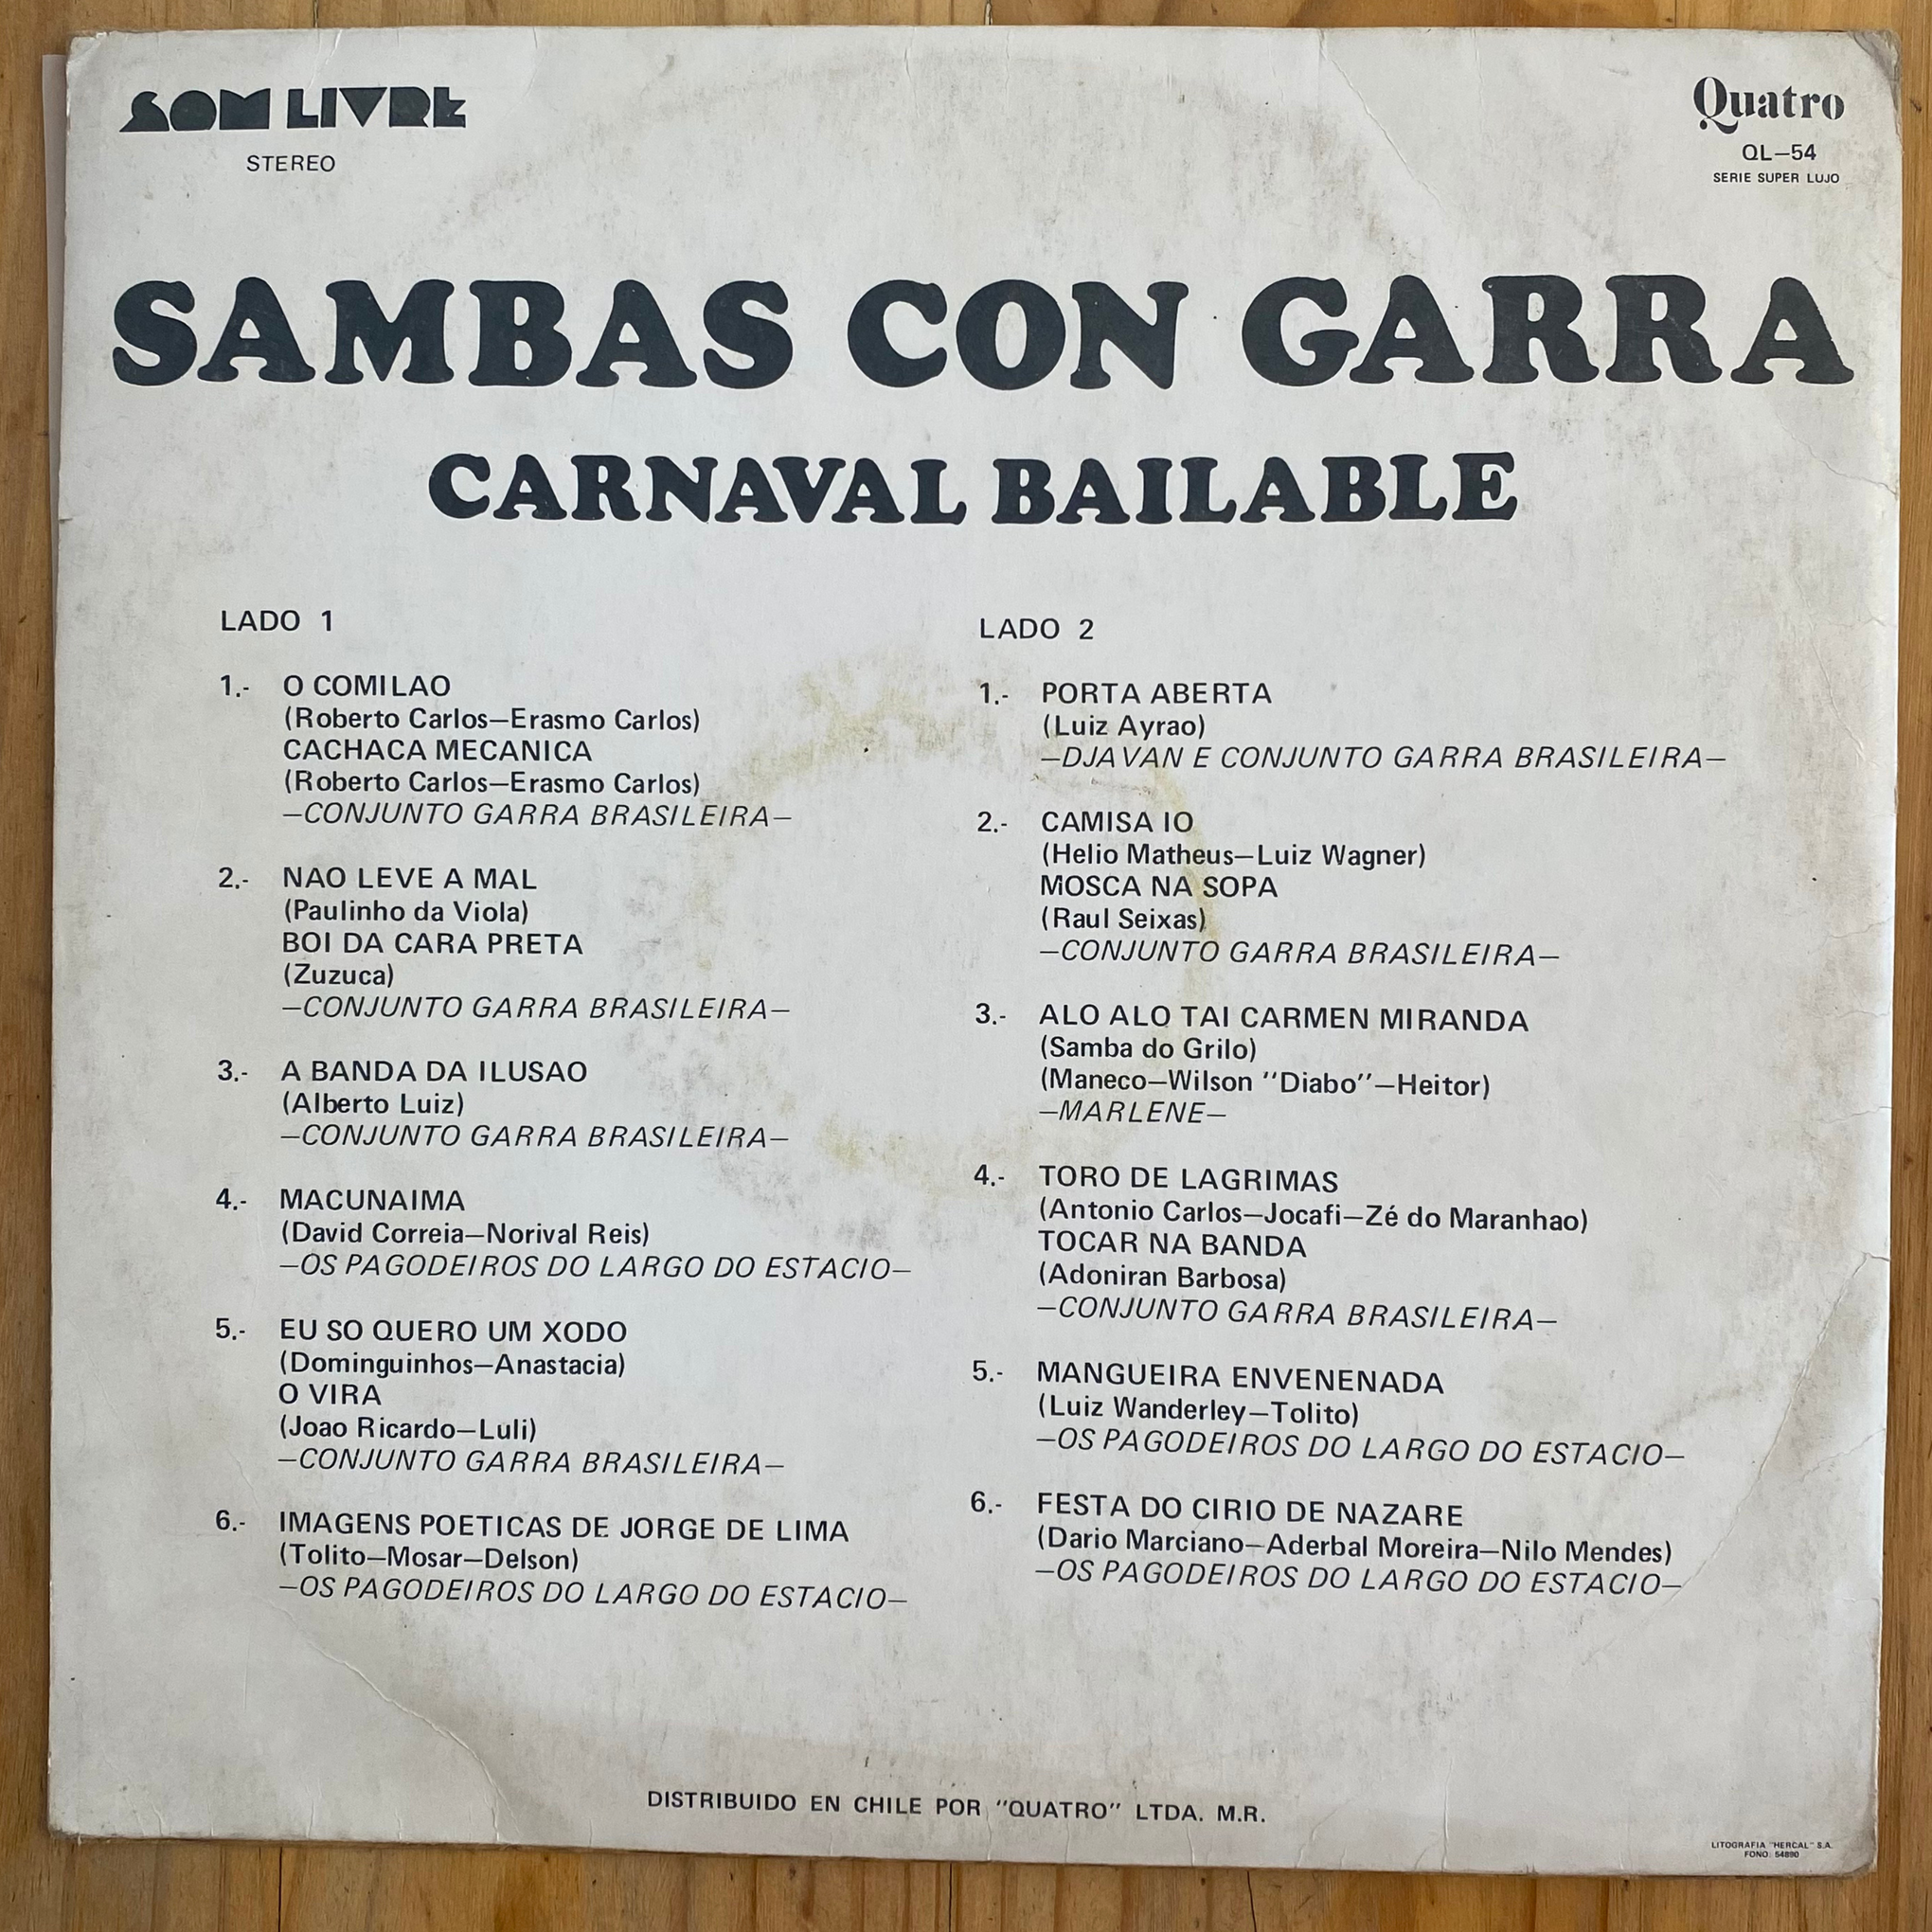 SOM LIVRE
STEREO
Quatro
QL—54
SERIE SUPER LUJO
SAMBAS CON GARRA
CARNAVAL BAILABLE
LADO 1
1.- O COMILAO
(Roberto Carlos—Erasmo Carlos)
CACHACA MECANICA
(Roberto Carlos—Erasmo Carlos)
—CONJUNTO GARRA BRASILEIRA—
2.- NAO LEVE A MAL
(Paulinho da Viola)
BOI DA CARA PRETA
(Zuzuca)
—CONJUNTO GARRA BRASILEIRA—
3.- A BANDA DA ILUSAO
(Alberto Luiz)
—CONJUNTO GARRA BRASILEIRA—
4.- MACUNAIMA
(David Correia—Norival Reis)
—OS PAGODEIROS DO LARGO DO ESTACIO—
5.- EU SO QUERO UM XODO
(Dominguinhos—Anastacia)
O VIRA
(Joao Ricardo—Luli)
—CONJUNTO GARRA BRASILEIRA—
6.- IMAGENS POETICAS DE JORGE DE LIMA
(Tolito—Mosar—Delson)
—OS PAGODEIROS DO LARGO DO ESTACIO—
LADO 2
1.- PORTA ABERTA
(Luiz Ayrao)
—DJAVAN E CONJUNTO GARRA BRASILEIRA—
2.- CAMISA IO
(Helio Matheus—Luiz Wagner)
MOSCA NA SOPA
(Raul Seixas)
—CONJUNTO GARRA BRASILEIRA—
3.- ALO ALO TAI CARMEN MIRANDA
(Samba do Grilo)
(Maneco—Wilson "Diabo"—Heitor)
—MARLENE—
4.- TORO DE LAGRIMAS
(Antonio Carlos—Jocafi—Zé do Maranhao)
TOCAR NA BANDA
(Adoniran Barbosa)
—CONJUNTO GARRA BRASILEIRA—
5.- MANGUEIRA ENVENENADA
(Luiz Wanderley—Tolito)
—OS PAGODEIROS DO LARGO DO ESTACIO—
6.- FESTA DO CIRIO DE NAZARE
(Dario Marciano—Aderbal Moreira—Nilo Mendes)
—OS PAGODEIROS DO LARGO DO ESTACIO—
DISTRIBUIDO EN CHILE POR "QUATRO" LTDA. M.R.
LITOGRAFIA "HERCAL" S.A.
FONO: 54890